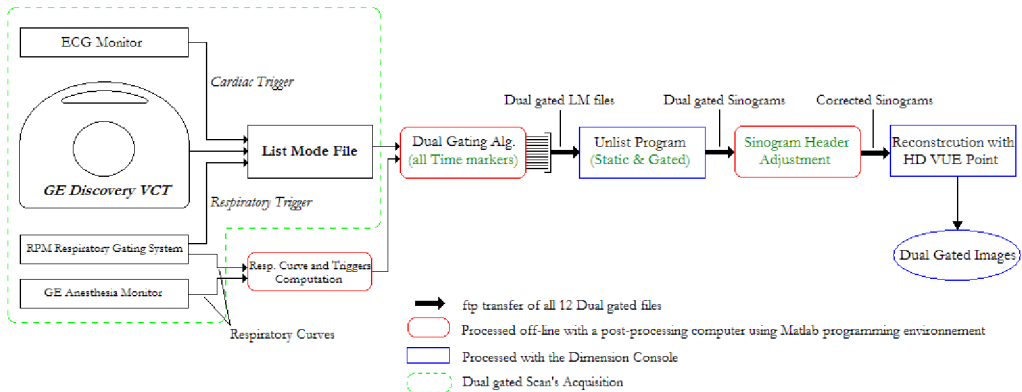 ECG Monitor
Cardiac Trigger
GE Discovery VCT
List Mode File
Respiratory Trigger
RPM Respiratory Gating System
GE Anesthesia Monitor
Respiratory Curves
Resp. Curve and Triggers
Computation
Dual Gating Alg.
(all Time markers)
Dual gated LM files
Unlist Program
(Static & Gated)
Dual gated Sinograms
Sinogram Header
Adjustment
Corrected Sinograms
Reconstrcution with
HD VUE Point
Dual Gated Images
ftp transfer of all 12 Dual gated files
Processed off-line with a post-processing computer using Matlab programming environnement
Processed with the Dimension Console
Dual gated Scan's Acquisition